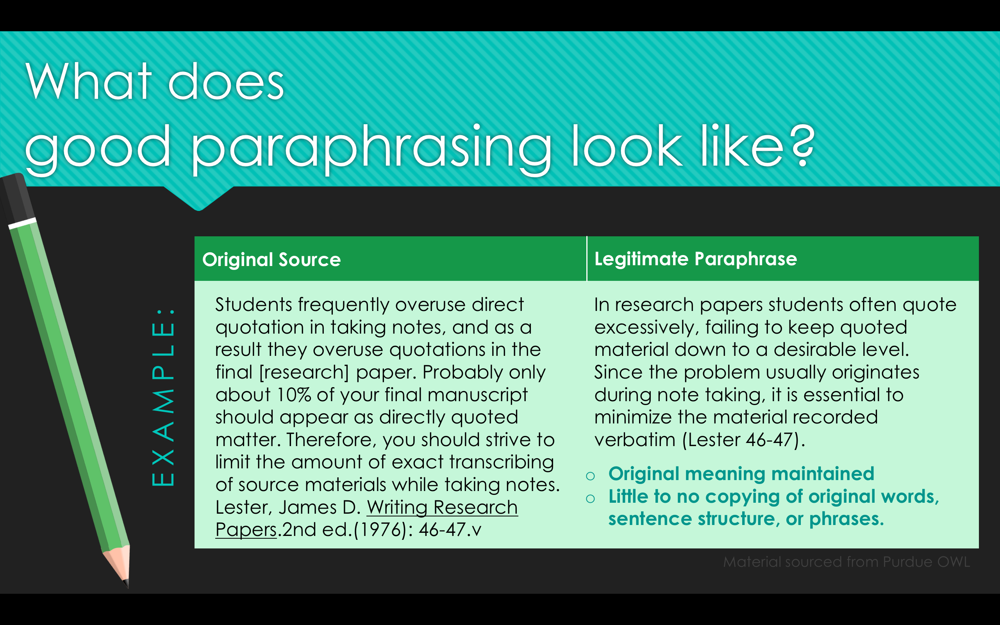 What does
good paraphrasing look like?
EXAMPLE:
Original Source
Students frequently overuse direct
quotation in taking notes, and as a
result they overuse quotations in the
final [research] paper. Probably only
about 10% of your final manuscript
should appear as directly quoted
matter. Therefore, you should strive to
limit the amount of exact transcribing
of source materials while taking notes.
Lester, James D. Writing Research
Papers.2nd ed.(1976): 46-47.v
Legitimate Paraphrase
In research papers students often quote
excessively, failing to keep quoted
material down to a desirable level.
Since the problem usually originates
during note taking, it is essential to
minimize the material recorded
verbatim (Lester 46-47).
o Original meaning maintained
o Little to no copying of original words,
sentence structure, or phrases.
Material sourced from Purdue OWL